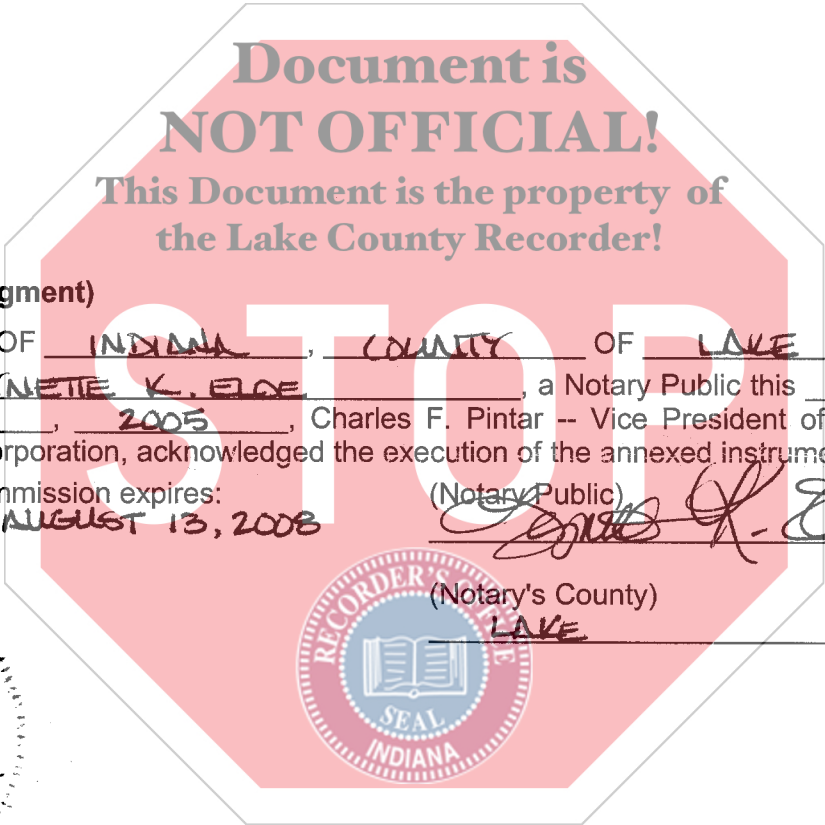 Document is
NOT OFFICIAL!
This Document is the property of
the Lake County Recorder!
STOP
gment)
OF INDIANA, COUNTY OF LAKE
NETTE K. ELOE, a Notary Public this
, 2005, Charles F. Pintar -- Vice President of
rporation, acknowledged the execution of the annexed instrume
mmission expires: (Notary Public)
AUGUST 13, 2008
(Notary's County)
LAKE
RECORDER'S OFFICE
SEAL
INDIANA